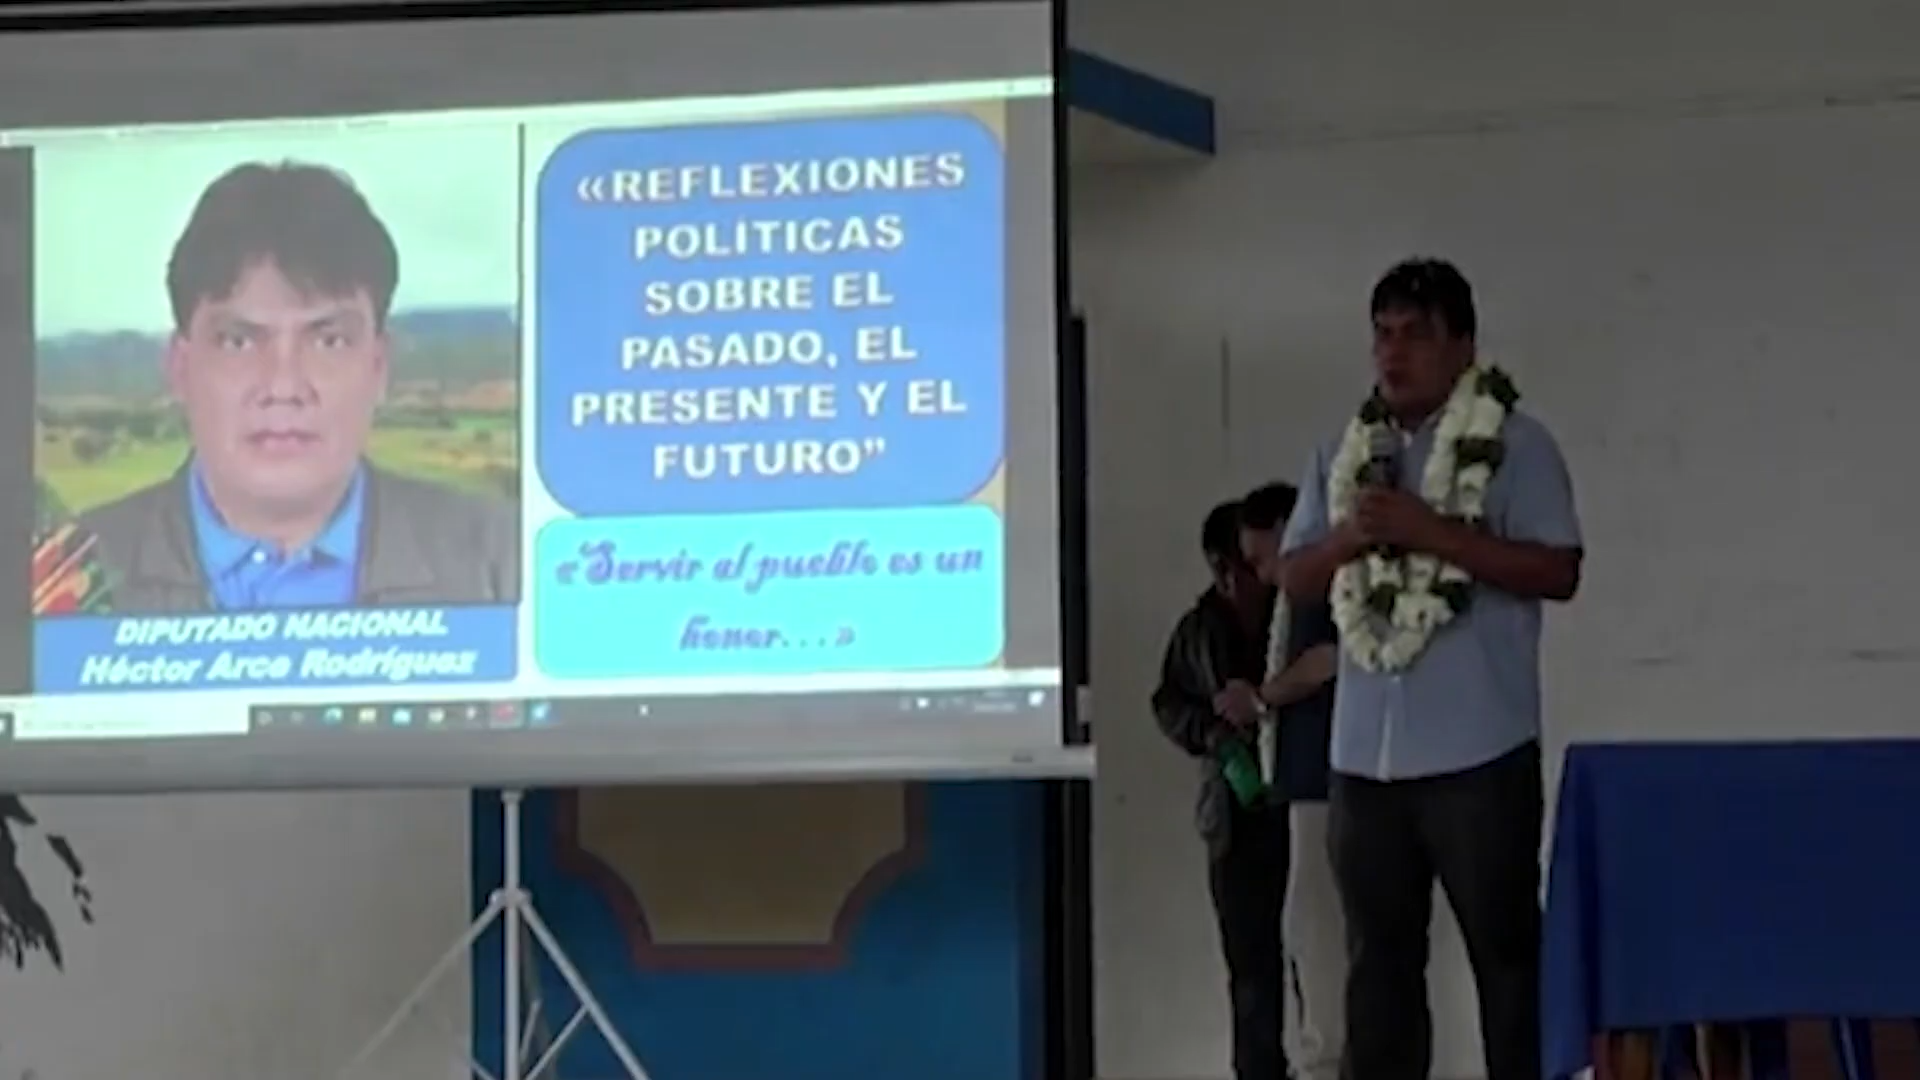 «REFLEXIONES
POLÍTICAS
SOBRE EL
PASADO, EL
PRESENTE Y EL
FUTURO”
«Servir al pueblo es un
honor...»
DIPUTADO NACIONAL
Héctor Arce Rodríguez